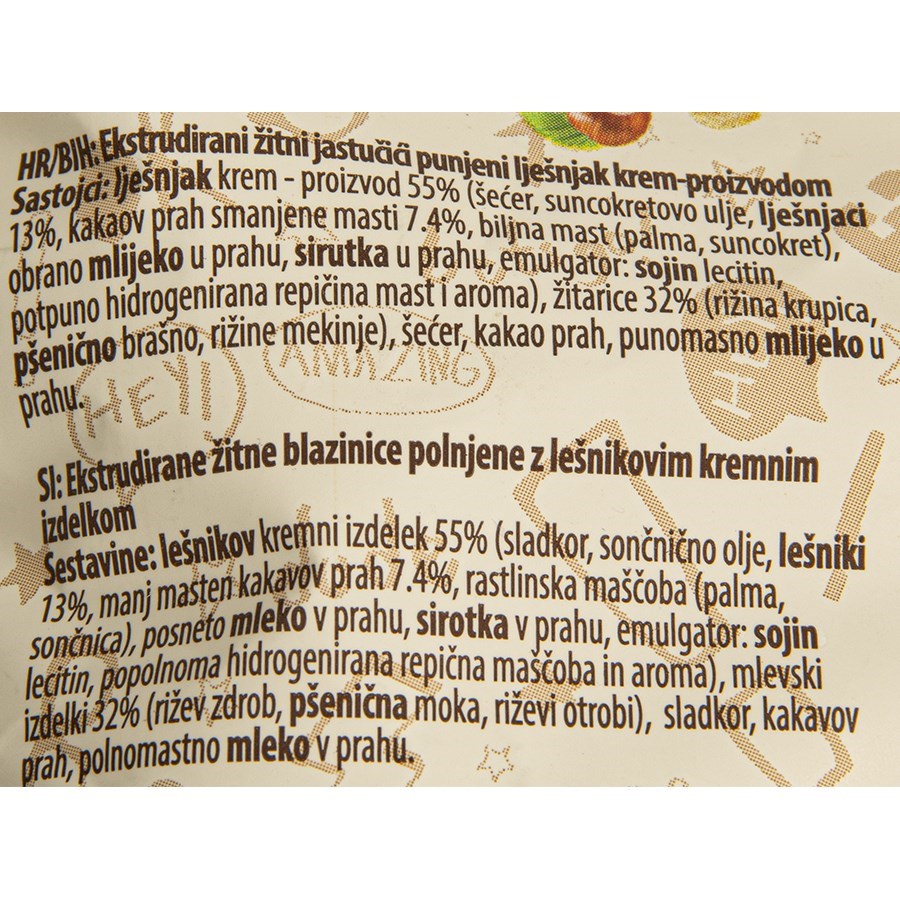 HR/BIH: Ekstrudirani žitni jastučići punjeni lješnjak krem-proizvodom
Sastojci: lješnjak krem - proizvod 55% (šećer, suncokretovo ulje, lješnjaci
13%, kakaov prah smanjene masti 7.4%, biljna mast (palma, suncokret),
obrano mlijeko u prahu, sirutka u prahu, emulgator: sojin lecitin,
potpuno hidrogenirana repičina mast i aroma), žitarice 32% (rižina krupica,
pšenično brašno, rižine mekinje), šećer, kakao prah, punomasno mlijeko u
prahu.
HEY!
AMAZING
SI: Ekstrudirane žitne blazinice polnjene z lešnikovim kremnim
izdelkom
Sestavine: lešnikov kremni izdelek 55% (sladkor, sončnično olje, lešniki
13%, manj masten kakavov prah 7.4%, rastlinska maščoba (palma,
sončnica), posneto mleko v prahu, sirotka v prahu, emulgator: sojin
lecitin, popolnoma hidrogenirana repična maščoba in aroma), mlevski
izdelki 32% (rižev zdrob, pšenična moka, riževi otrobi), sladkor, kakavov
prah, polnomastno mleko v prahu.